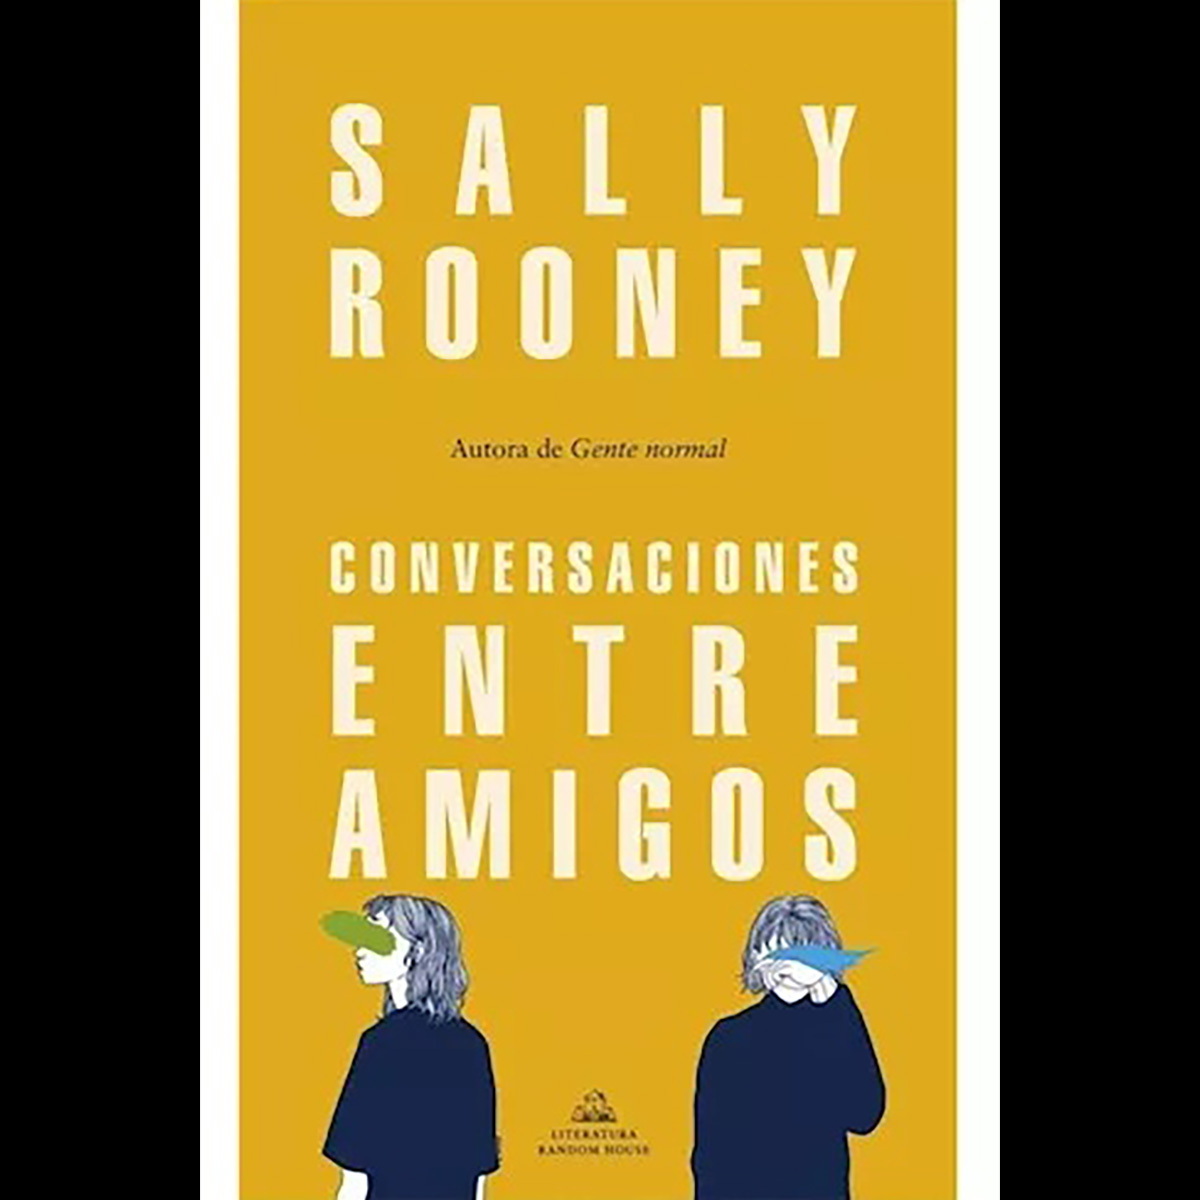 SALLY
ROONEY
Autora de Gente normal
CONVERSACIONES
ENTRE
AMIGOS
LITERATURA
RANDOM HOUSE